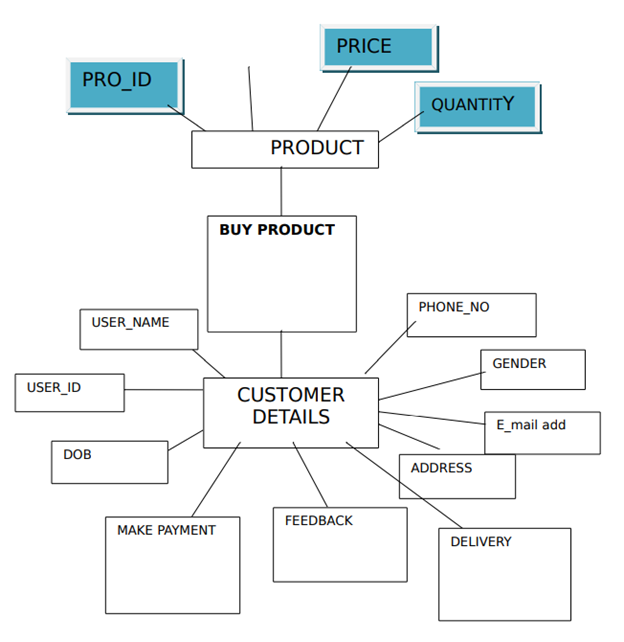 PRICE
PRO_ID
QUANTITY
PRODUCT
BUY PRODUCT
PHONE_NO
USER_NAME
GENDER
USER_ID
CUSTOMER
DETAILS
E_mail add
DOB
ADDRESS
MAKE PAYMENT
FEEDBACK
DELIVERY